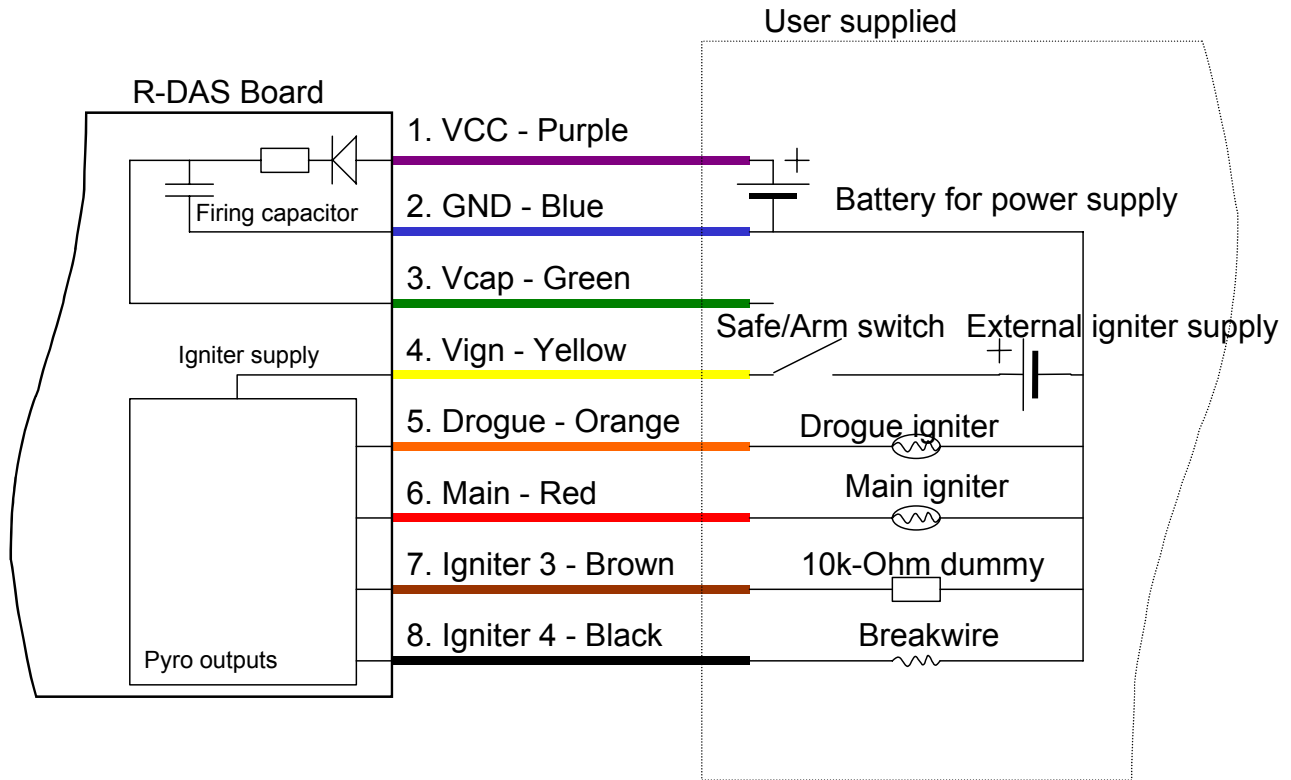 User supplied
R-DAS Board
1. VCC - Purple
+
Firing capacitor
2. GND - Blue
Battery for power supply
3. Vcap - Green
Safe/Arm switch
External igniter supply
+
Igniter supply
4. Vign - Yellow
5. Drogue - Orange
Drogue igniter
6. Main - Red
Main igniter
7. Igniter 3 - Brown
10k-Ohm dummy
8. Igniter 4 - Black
Breakwire
Pyro outputs